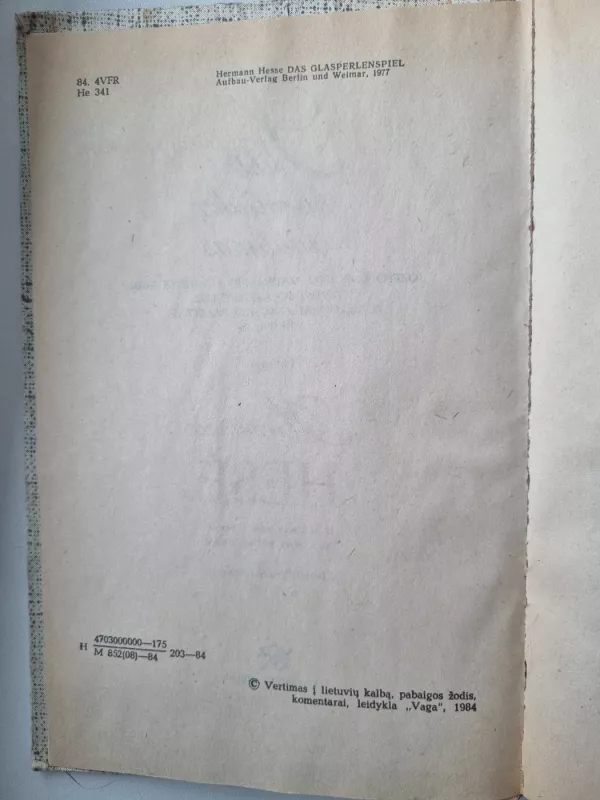 84. 4VFR
He 341
Hermann Hesse DAS GLASPERLENSPIEL
Aufbau-Verlag Berlin und Weimar, 1977
H 4703000000—175
M 852(08)—84 203—84
© Vertimas į lietuvių kalbą, pabaigos žodis,
komentarai, leidykla „Vaga", 1984